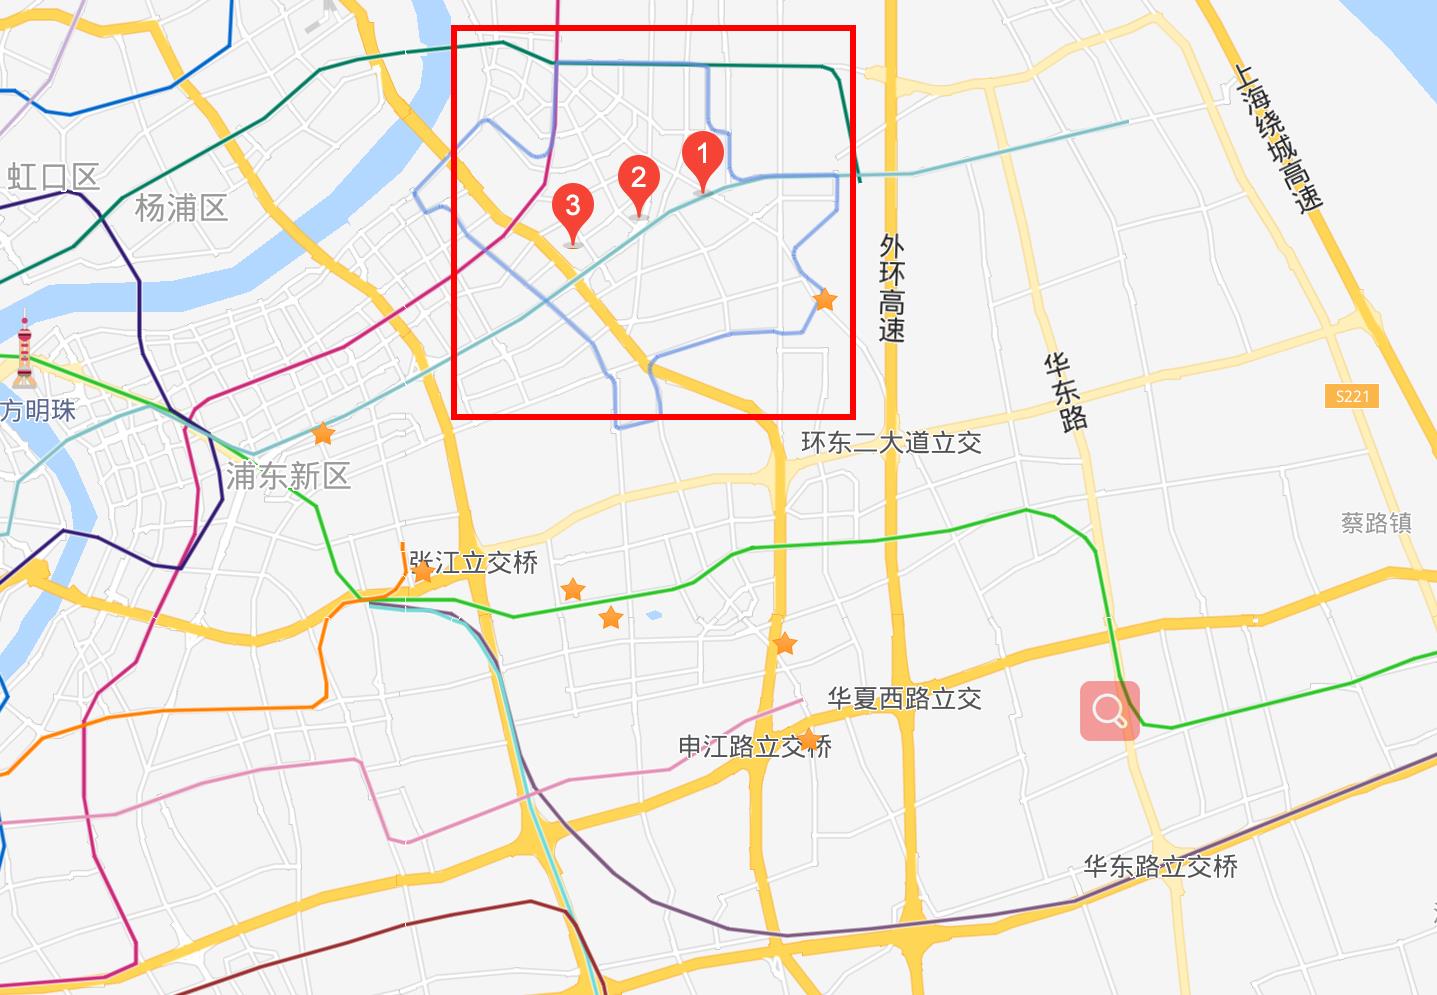 上海绕城高速
虹口区
杨浦区
1
2
3
外环高速
华东路
S221
方明珠
环东二大道立交
浦东新区
蔡路镇
张江立交桥
华夏西路立交
申江路立交桥
华东路立交桥